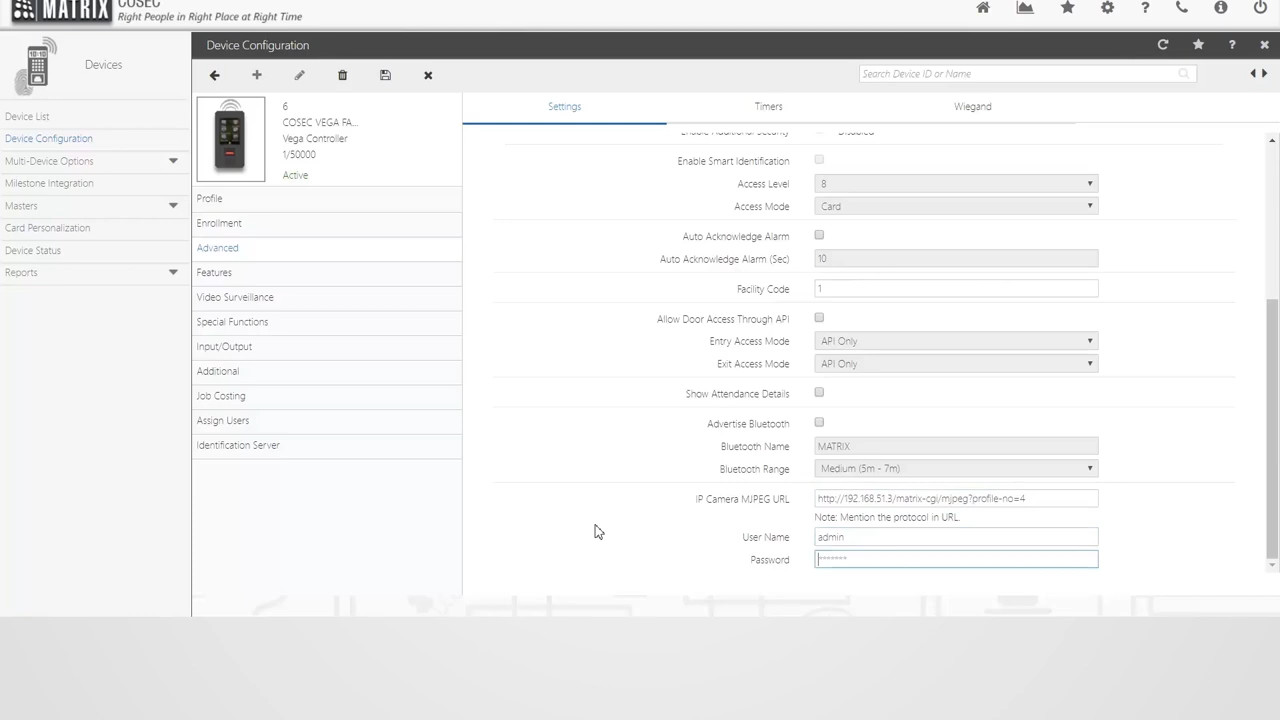 MATRIX COSEC
Right People in Right Place at Right Time
Devices
Device List
Device Configuration
Multi-Device Options
Milestone Integration
Masters
Card Personalization
Device Status
Reports
Device Configuration
Search Device ID or Name
6
COSEC VEGA FA...
Vega Controller
1/50000
Active
Profile
Enrollment
Advanced
Features
Video Surveillance
Special Functions
Input/Output
Additional
Job Costing
Assign Users
Identification Server
Settings Timers Wiegand
Enable Additional Security Disabled
Enable Smart Identification
Access Level 8
Access Mode Card
Auto Acknowledge Alarm
Auto Acknowledge Alarm (Sec) 10
Facility Code 1
Allow Door Access Through API
Entry Access Mode API Only
Exit Access Mode API Only
Show Attendance Details
Advertise Bluetooth
Bluetooth Name MATRIX
Bluetooth Range Medium (5m - 7m)
IP Camera MJPEG URL http://192.168.51.3/matrix-cgi/mjpeg?profile-no=4
Note: Mention the protocol in URL.
User Name admin
Password *******